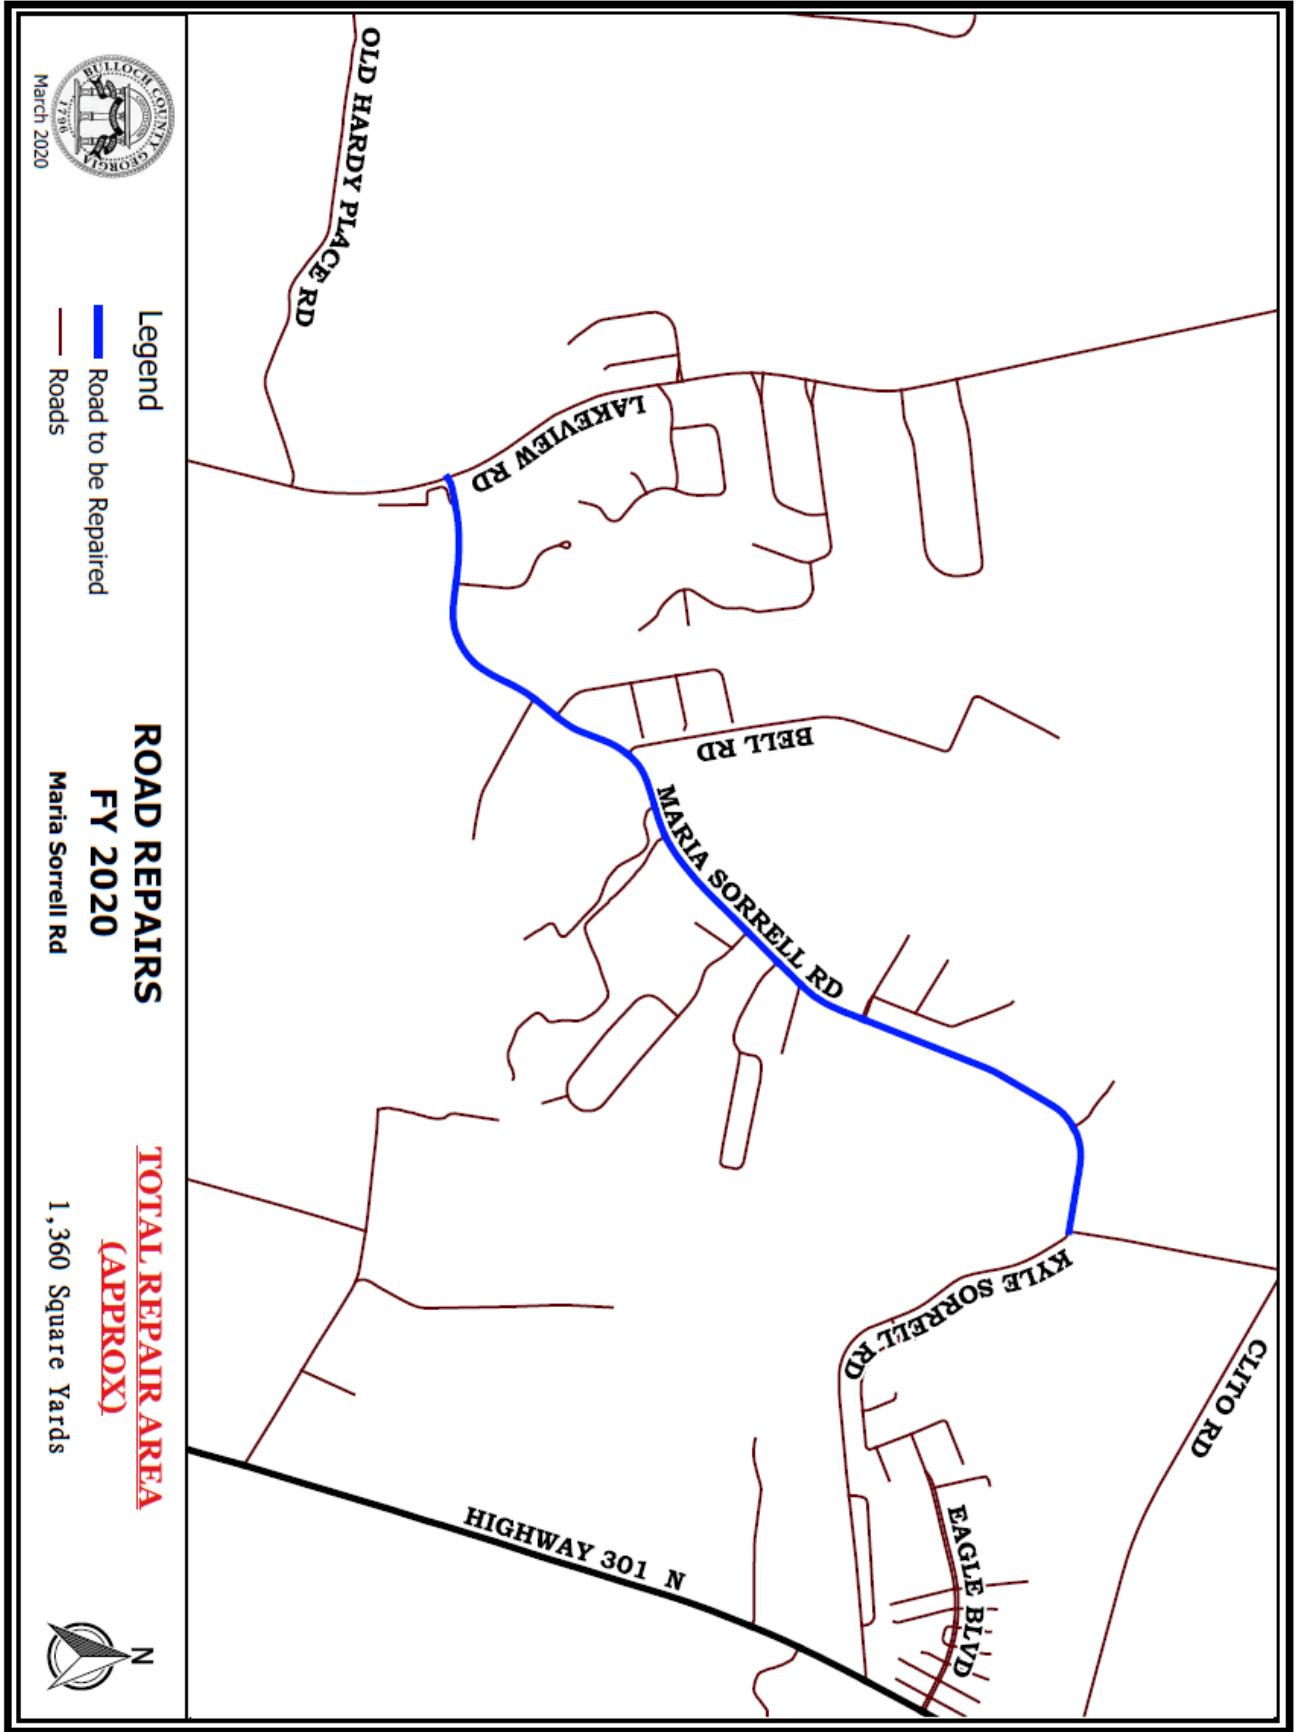 OLD HARDY PLACE RD
LAKEVIEW RD
BELL RD
MARIA SORRELL RD
KYLE SORRELL RD
CLITO RD
EAGLE BLVD
HIGHWAY 301 N
BULLOCH COUNTY GEORGIA
1796
March 2020
Legend
Road to be Repaired
Roads
ROAD REPAIRS
FY 2020
Maria Sorrell Rd
TOTAL REPAIR AREA
(APPROX)
1,360 Square Yards
N